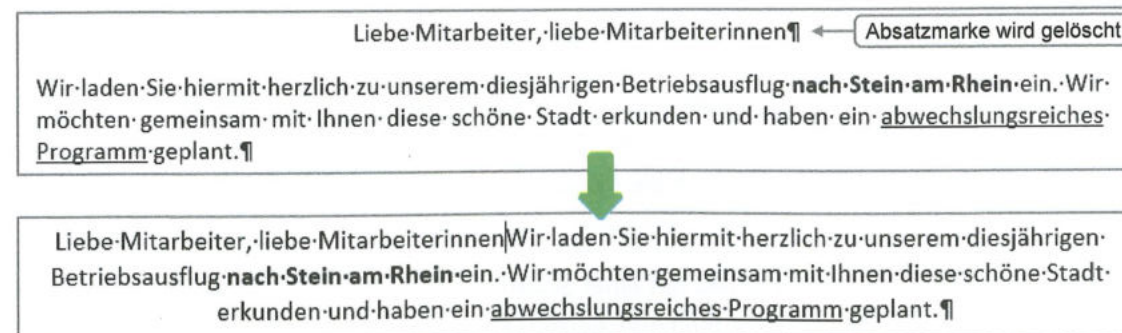 Liebe·Mitarbeiter,·liebe·Mitarbeiterinnen¶ Absatzmarke wird gelöscht
Wir·laden·Sie·hiermit·herzlich·zu·unserem·diesjährigen·Betriebsausflug·nach·Stein·am·Rhein·ein.·Wir·
möchten·gemeinsam·mit·Ihnen·diese·schöne·Stadt·erkunden·und·haben·ein·abwechslungsreiches·
Programm·geplant.¶
Liebe·Mitarbeiter,·liebe·Mitarbeiterinnen|Wir·laden·Sie·hiermit·herzlich·zu·unserem·diesjährigen·
Betriebsausflug·nach·Stein·am·Rhein·ein.·Wir·möchten·gemeinsam·mit·Ihnen·diese·schöne·Stadt·
erkunden·und·haben·ein·abwechslungsreiches·Programm·geplant.¶